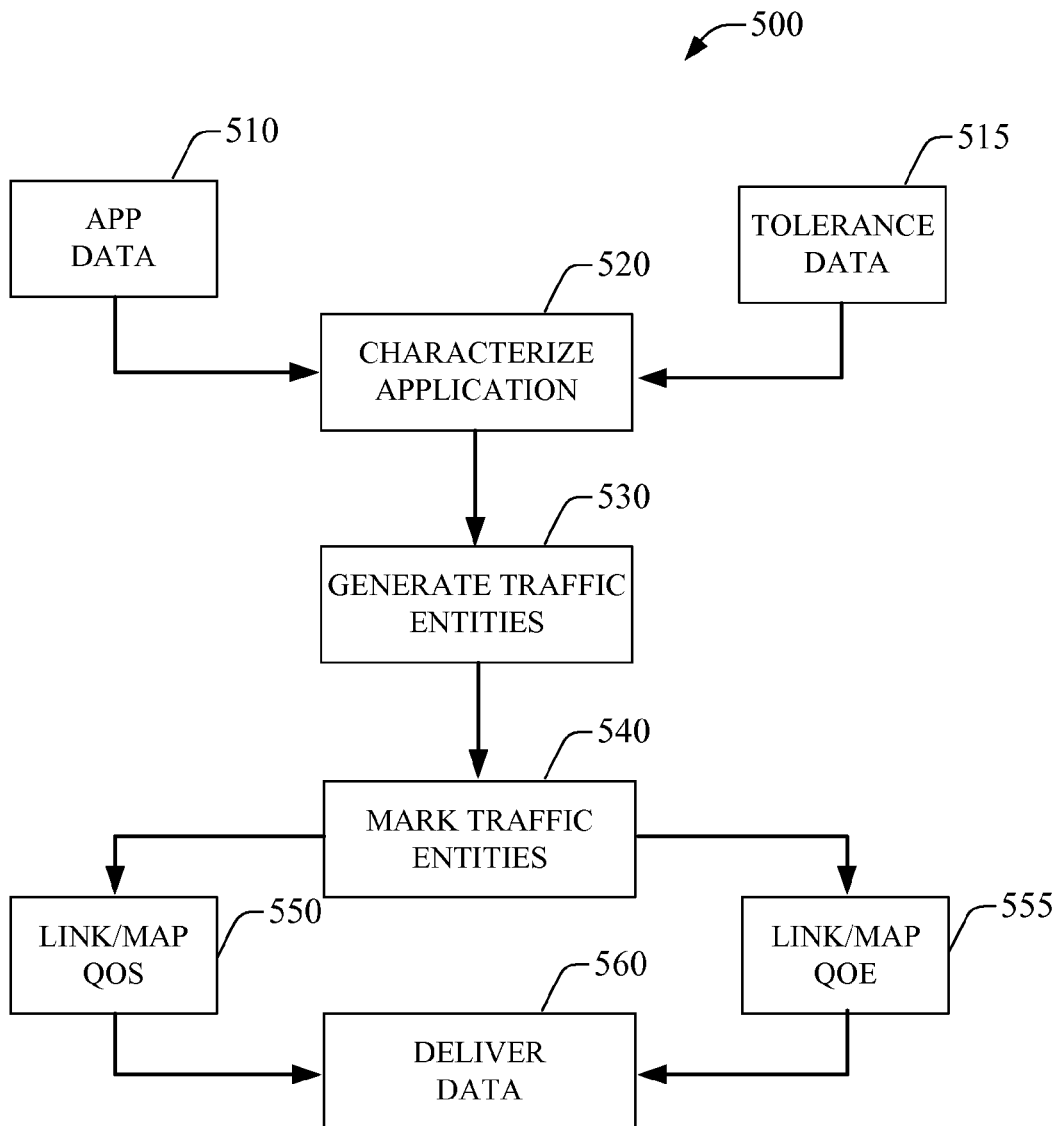 500
510
515
APP
DATA
TOLERANCE
DATA
520
CHARACTERIZE
APPLICATION
530
GENERATE TRAFFIC
ENTITIES
540
MARK TRAFFIC
ENTITIES
550
LINK/MAP
QOS
555
LINK/MAP
QOE
560
DELIVER
DATA